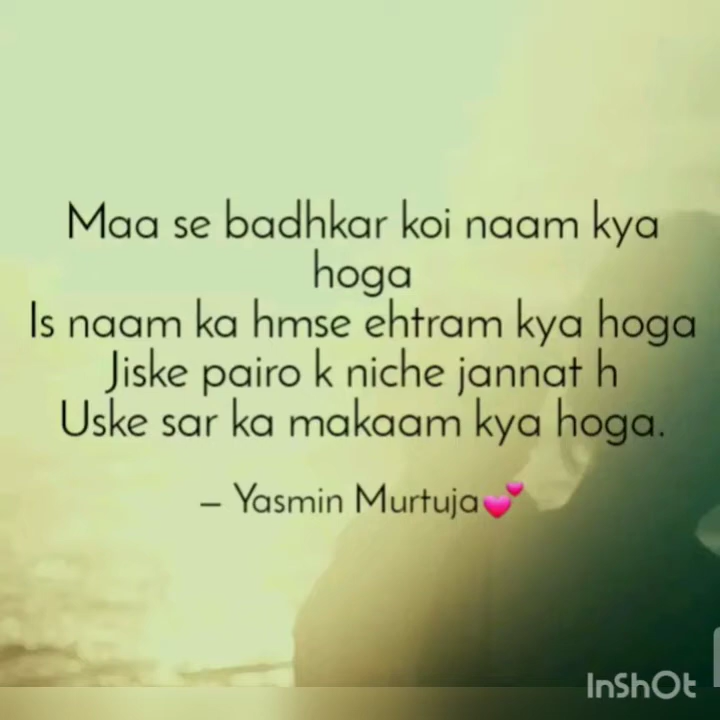 Maa se badhkar koi naam kya
hoga
Is naam ka hmse ehtram kya hoga
Jiske pairo k niche jannat h
Uske sar ka makaam kya hoga.
– Yasmin Murtuja💕
InShOt